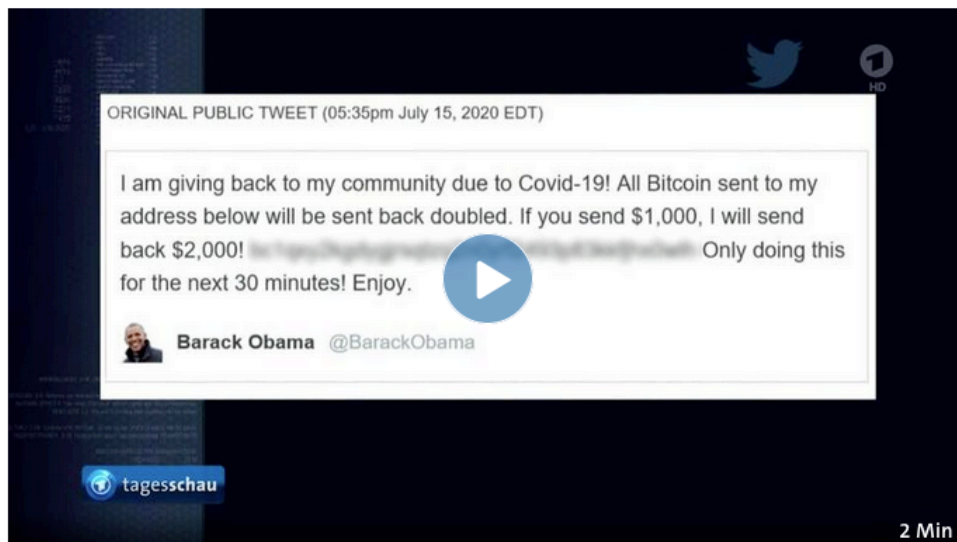 HD
ORIGINAL PUBLIC TWEET (05:35pm July 15, 2020 EDT)
I am giving back to my community due to Covid-19! All Bitcoin sent to my
address below will be sent back doubled. If you send $1,000, I will send
back $2,000! Only doing this
for the next 30 minutes! Enjoy.
Barack Obama @BarackObama
tagesschau
2 Min